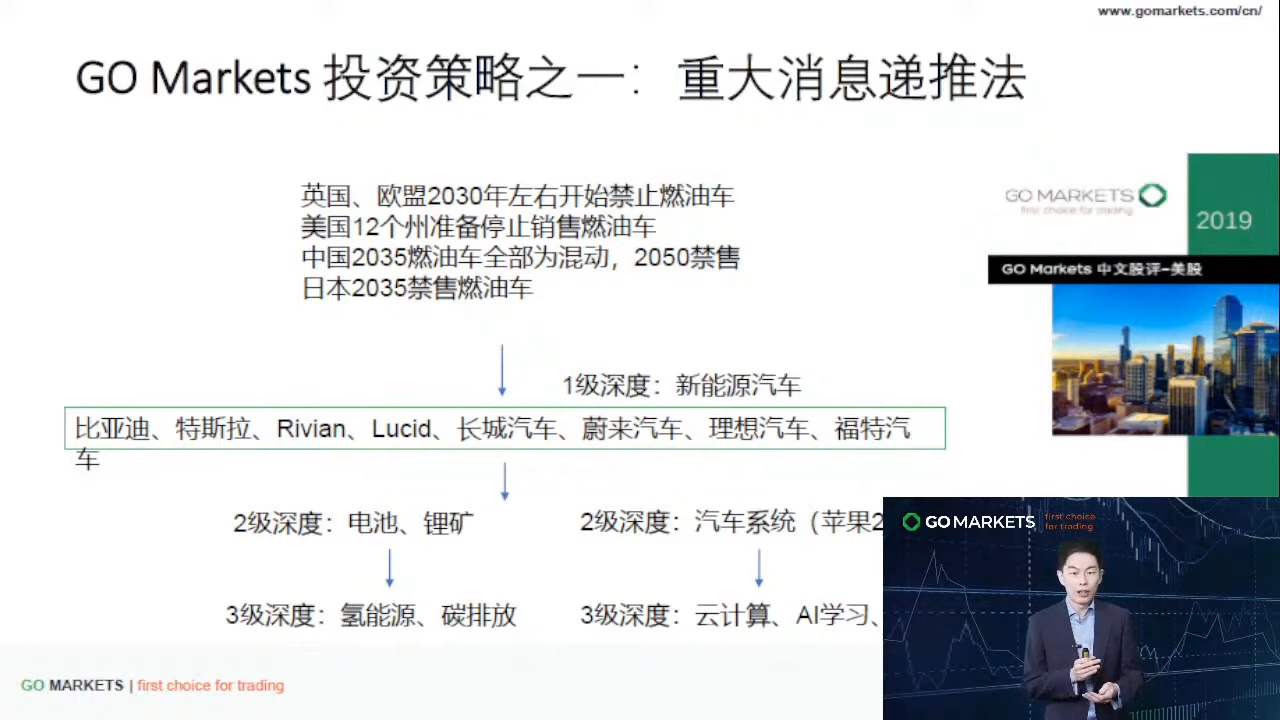 www.gomarkets.com/cn/
GO Markets 投资策略之一：重大消息递推法
英国、欧盟2030年左右开始禁止燃油车
美国12个州准备停止销售燃油车
中国2035燃油车全部为混动，2050禁售
日本2035禁售燃油车
GO MARKETS
first choice for trading
2019
GO Markets 中文股评-美股
1级深度：新能源汽车
比亚迪、特斯拉、Rivian、Lucid、长城汽车、蔚来汽车、理想汽车、福特汽
车
2级深度：电池、锂矿
2级深度：汽车系统（苹果2
3级深度：氢能源、碳排放
3级深度：云计算、AI学习、
GO MARKETS first choice
for trading
GO MARKETS | first choice for trading